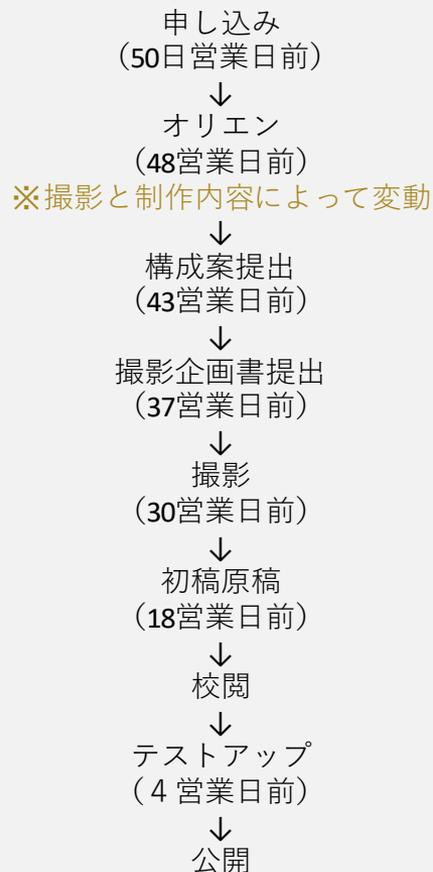 申し込み
（50日営業日前）
↓
オリエン
（48営業日前）
※撮影と制作内容によって変動
↓
構成案提出
（43営業日前）
↓
撮影企画書提出
（37営業日前）
↓
撮影
（30営業日前）
↓
初稿原稿
（18営業日前）
↓
校閲
↓
テストアップ
（４営業日前）
↓
公開